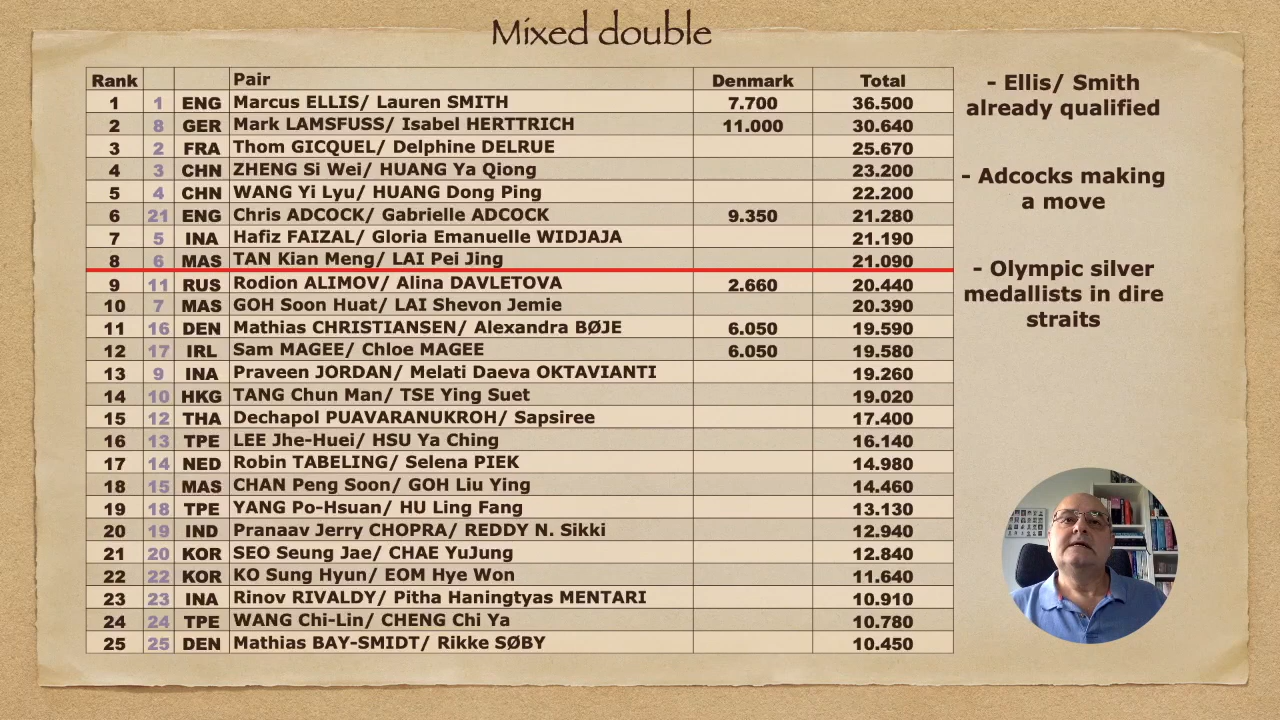 Mixed double
Rank Pair Denmark Total
1 1 ENG Marcus ELLIS/ Lauren SMITH 7.700 36.500
2 8 GER Mark LAMSFUSS/ Isabel HERTTRICH 11.000 30.640
3 2 FRA Thom GICQUEL/ Delphine DELRUE 25.670
4 3 CHN ZHENG Si Wei/ HUANG Ya Qiong 23.200
5 4 CHN WANG Yi Lyu/ HUANG Dong Ping 22.200
6 21 ENG Chris ADCOCK/ Gabrielle ADCOCK 9.350 21.280
7 5 INA Hafiz FAIZAL/ Gloria Emanuelle WIDJAJA 21.190
8 6 MAS TAN Kian Meng/ LAI Pei Jing 21.090
9 11 RUS Rodion ALIMOV/ Alina DAVLETOVA 2.660 20.440
10 7 MAS GOH Soon Huat/ LAI Shevon Jemie 20.390
11 16 DEN Mathias CHRISTIANSEN/ Alexandra BØJE 6.050 19.590
12 17 IRL Sam MAGEE/ Chloe MAGEE 6.050 19.580
13 9 INA Praveen JORDAN/ Melati Daeva OKTAVIANTI 19.260
14 10 HKG TANG Chun Man/ TSE Ying Suet 19.020
15 12 THA Dechapol PUAVARANUKROH/ Sapsiree 17.400
16 13 TPE LEE Jhe-Huei/ HSU Ya Ching 16.140
17 14 NED Robin TABELING/ Selena PIEK 14.980
18 15 MAS CHAN Peng Soon/ GOH Liu Ying 14.460
19 18 TPE YANG Po-Hsuan/ HU Ling Fang 13.130
20 19 IND Pranaav Jerry CHOPRA/ REDDY N. Sikki 12.940
21 20 KOR SEO Seung Jae/ CHAE YuJung 12.840
22 22 KOR KO Sung Hyun/ EOM Hye Won 11.640
23 23 INA Rinov RIVALDY/ Pitha Haningtyas MENTARI 10.910
24 24 TPE WANG Chi-Lin/ CHENG Chi Ya 10.780
25 25 DEN Mathias BAY-SMIDT/ Rikke SØBY 10.450
- Ellis/ Smith
already qualified
- Adcocks making
a move
- Olympic silver
medallists in dire
straits